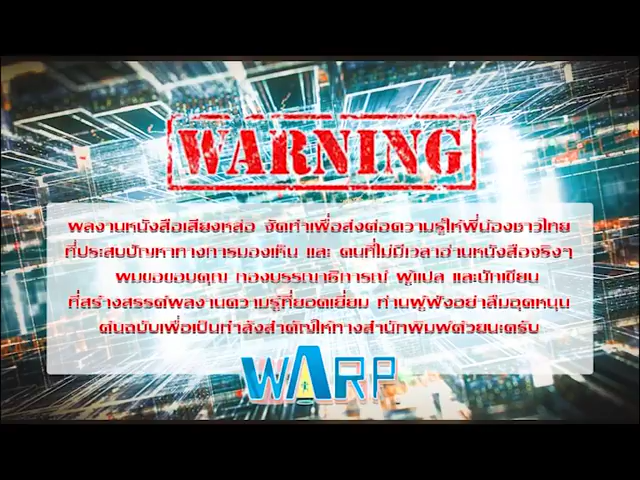 WARNING
ผลงานหนังสือเสียงหล่อ จัดทำเพื่อส่งต่อความรู้ให้พี่น้องชาวไทย
ที่ประสบปัญหาทางการมองเห็น และ คนที่ไม่มีเวลาอ่านหนังสือจริงๆ
ผมขอขอบคุณ กองบรรณาธิการณ์ ผู้แปล และนักเขียน
ที่สร้างสรรค์ผลงานความรู้ที่ยอดเยี่ยม ท่านผู้ฟังอย่าลืมอุดหนุน
ต้นฉบับเพื่อเป็นกำลังสำคัญให้ทางสำนักพิมพ์ด้วยนะครับ
WARP